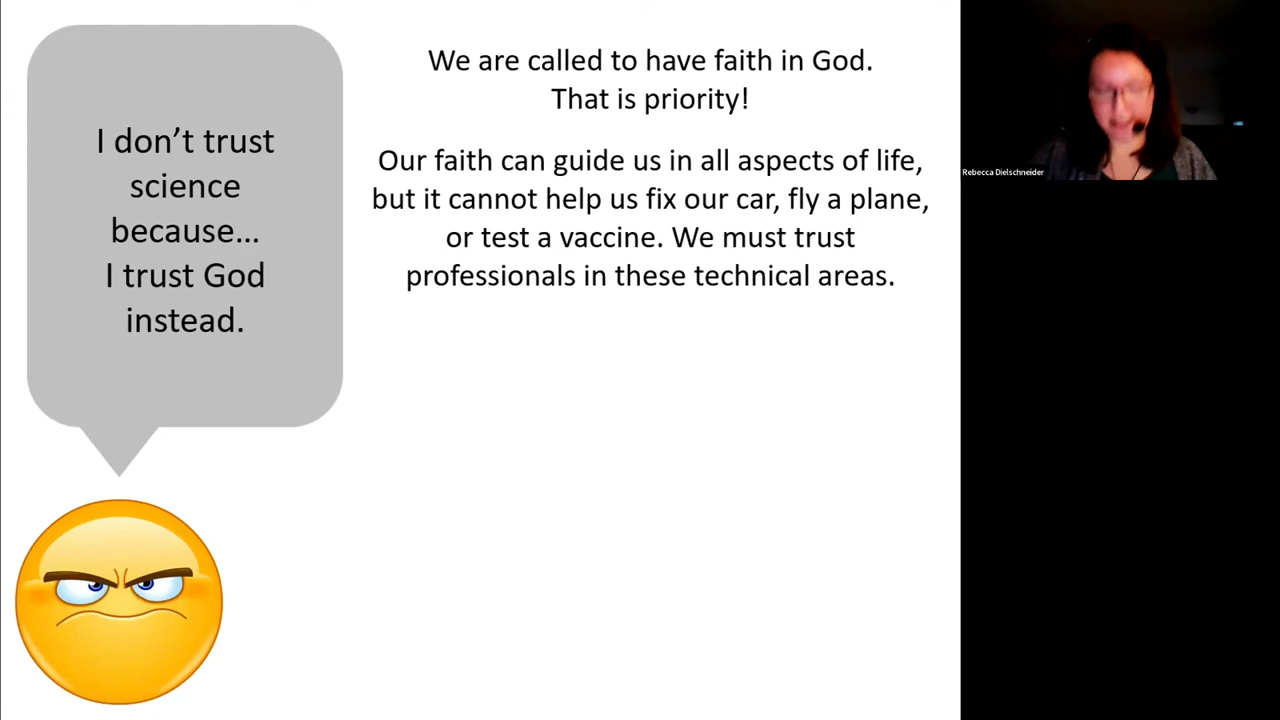 I don’t trust
science
because…
I trust God
instead.
We are called to have faith in God.
That is priority!
Our faith can guide us in all aspects of life,
but it cannot help us fix our car, fly a plane,
or test a vaccine. We must trust
professionals in these technical areas.
Rebecca Dielschneider